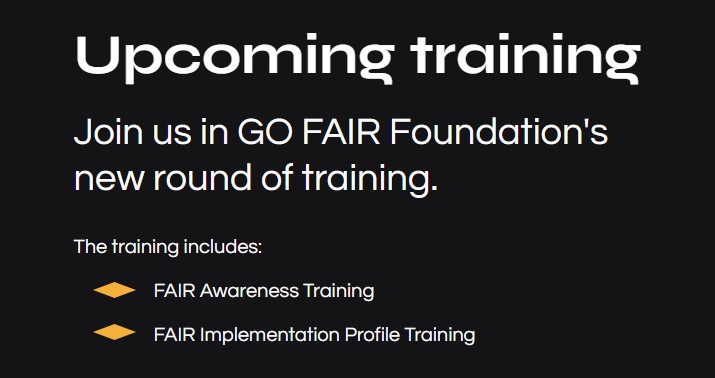 Upcoming training
Join us in GO FAIR Foundation's
new round of training.
The training includes:
FAIR Awareness Training
FAIR Implementation Profile Training